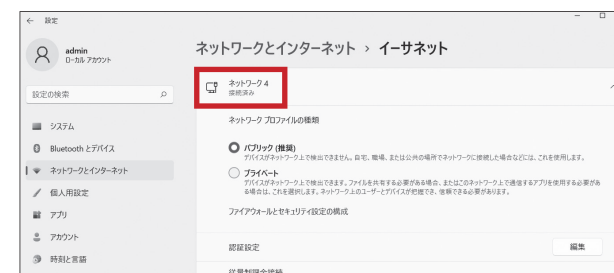 ← 設定
admin
ローカル アカウント
設定の検索
システム
Bluetooth とデバイス
ネットワークとインターネット
個人用設定
アプリ
アカウント
時刻と言語
ネットワークとインターネット › イーサネット
ネットワーク 4
接続済み
ネットワーク プロファイルの種類
パブリック (推奨)
デバイスがネットワーク上で検出できません。自宅、職場、または公共の場所でネットワークに接続した場合などには、これを使用します。
プライベート
デバイスがネットワーク上で検出できます。ファイルを共有する必要がある場合、またはこのネットワーク上で通信するアプリを使用する必要があ
る場合は、これを選択します。ネットワーク上のユーザーとデバイスが把握でき、信頼できる必要があります。
ファイアウォールとセキュリティ設定の構成
認証設定
編集
従量制課金接続